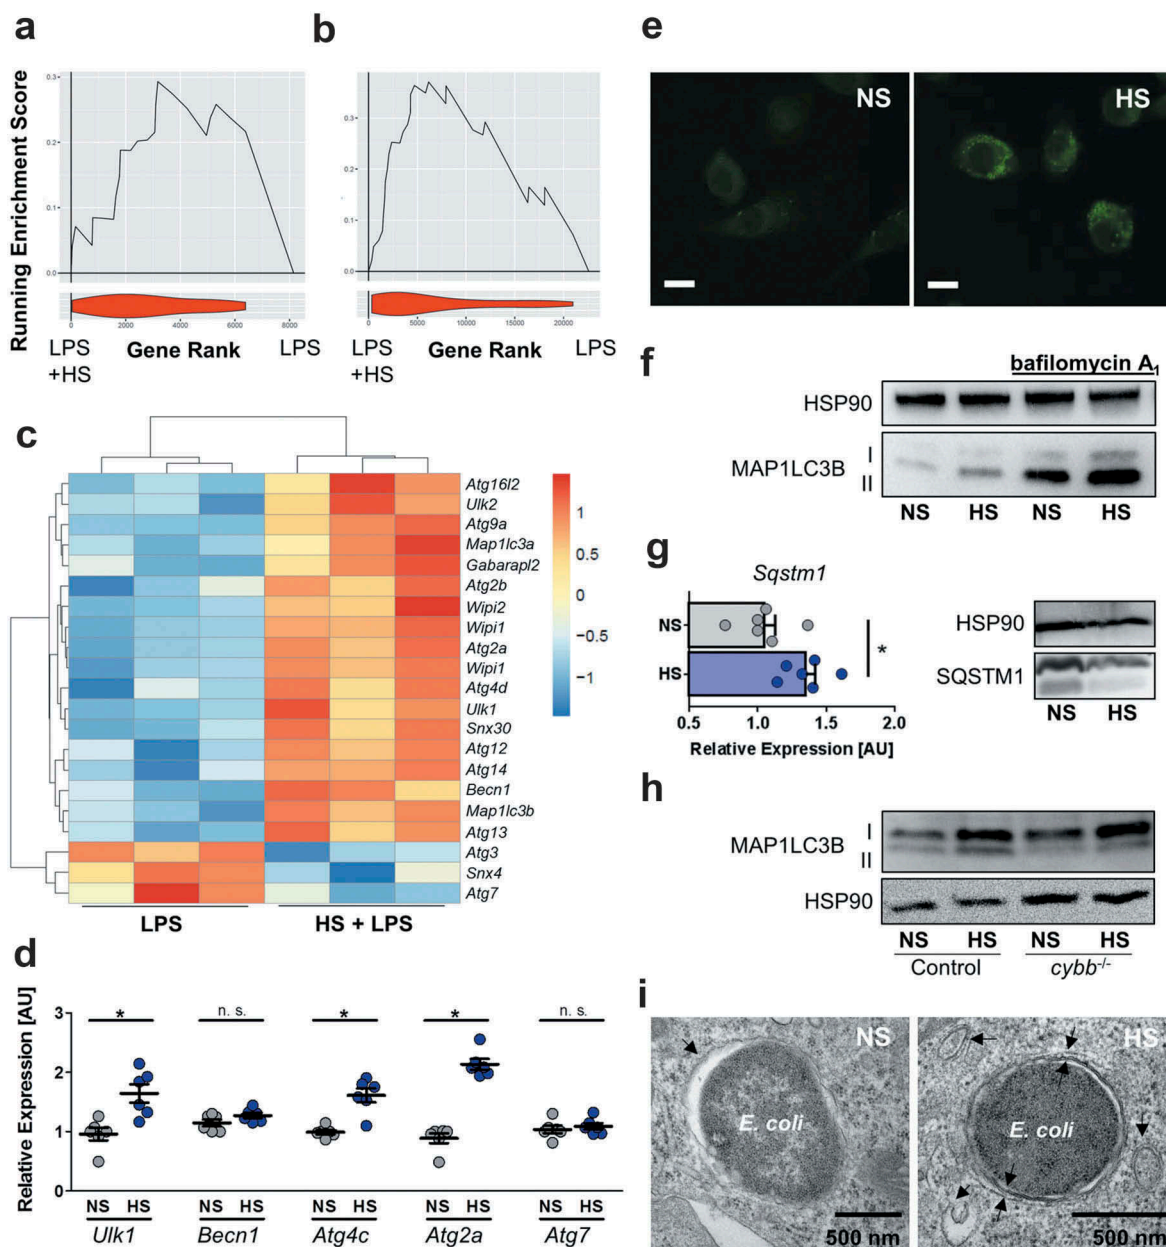 a
b
Running Enrichment Score
0.3
0.2
0.1
0.0
0 2000 4000 6000 8000
LPS +HS
Gene Rank
LPS
0.3
0.2
0.1
0.0
0 5000 10000 15000 20000
LPS +HS
Gene Rank
LPS
c
Atg16l2
Ulk2
Atg9a
Map1lc3a
Gabarapl2
Atg2b
Wipi2
Wipi1
Atg2a
Wipi1
Atg4d
Ulk1
Snx30
Atg12
Atg14
Becn1
Map1lc3b
Atg13
Atg3
Snx4
Atg7
1
0.5
0
−0.5
−1
LPS
HS + LPS
d
Relative Expression [AU]
3
2
1
0
* n. s. * * n. s.
NS HS NS HS NS HS NS HS NS HS
Ulk1 Becn1 Atg4c Atg2a Atg7
e
NS
HS
f
bafilomycin A1
HSP90
MAP1LC3B
I
II
NS HS NS HS
g
Sqstm1
NS
HS
*
0.5 1.0 1.5 2.0
Relative Expression [AU]
HSP90
SQSTM1
NS HS
h
MAP1LC3B
I
II
HSP90
NS HS NS HS
Control cybb-/-
i
NS
E. coli
500 nm
HS
E. coli
500 nm